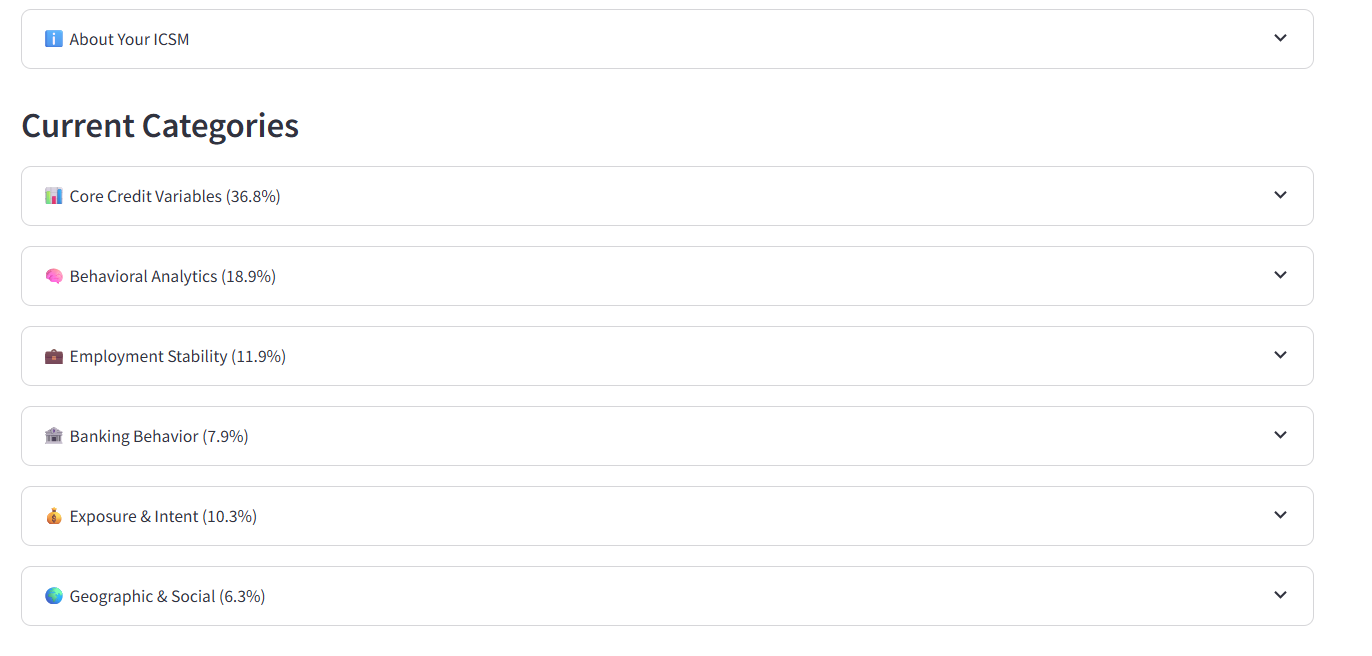 About Your ICSM
Current Categories
Core Credit Variables (36.8%)
Behavioral Analytics (18.9%)
Employment Stability (11.9%)
Banking Behavior (7.9%)
Exposure & Intent (10.3%)
Geographic & Social (6.3%)